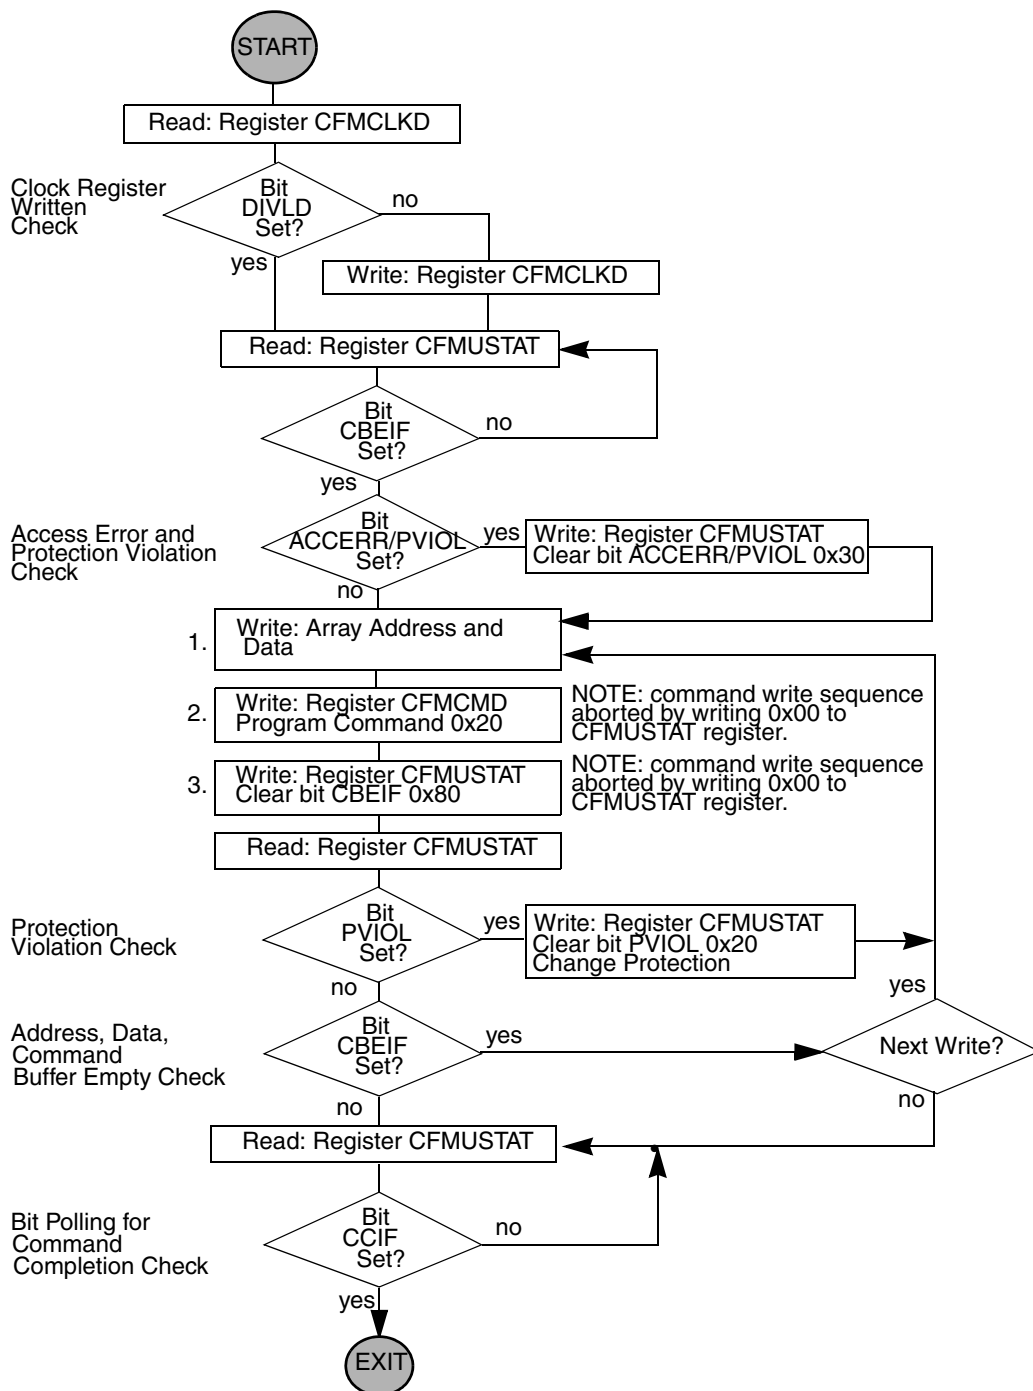 START
Read: Register CFMCLKD
Clock Register
Written
Check
Bit
DIVLD
Set?
no
yes
Write: Register CFMCLKD
Read: Register CFMUSTAT
Bit
CBEIF
Set?
no
yes
Access Error and
Protection Violation
Check
Bit
ACCERR/PVIOL
Set?
yes
Write: Register CFMUSTAT
Clear bit ACCERR/PVIOL 0x30
no
1.
Write: Array Address and
Data
2.
Write: Register CFMCMD
Program Command 0x20
NOTE: command write sequence
aborted by writing 0x00 to
CFMUSTAT register.
3.
Write: Register CFMUSTAT
Clear bit CBEIF 0x80
NOTE: command write sequence
aborted by writing 0x00 to
CFMUSTAT register.
Read: Register CFMUSTAT
Protection
Violation Check
Bit
PVIOL
Set?
yes
Write: Register CFMUSTAT
Clear bit PVIOL 0x20
Change Protection
no
yes
Address, Data,
Command
Buffer Empty Check
Bit
CBEIF
Set?
yes
Next Write?
no
no
Read: Register CFMUSTAT
Bit Polling for
Command
Completion Check
Bit
CCIF
Set?
no
yes
EXIT